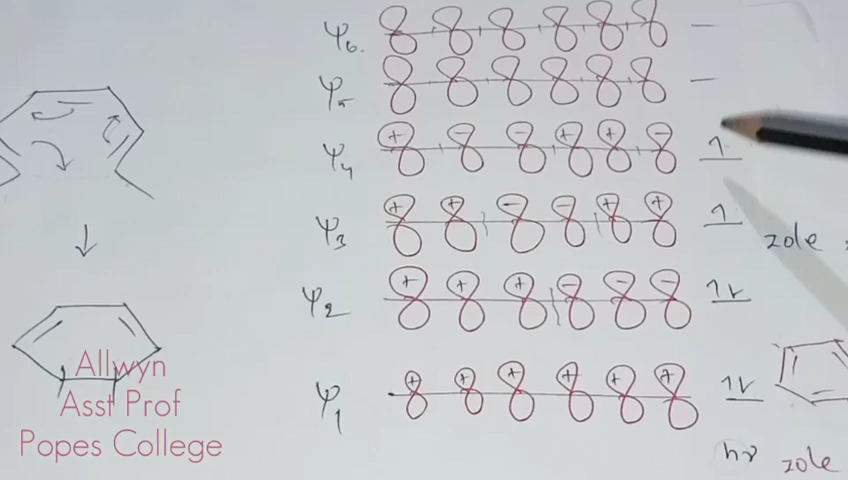 ψ6.
ψ5
ψ4 + - - + + - ↿
ψ3 + + - - + + ↿
zole
ψ2 + + + - - - ↿⇂
ψ1 + + + + + + ↿⇂
hν zole
Allwyn
Asst Prof
Popes College